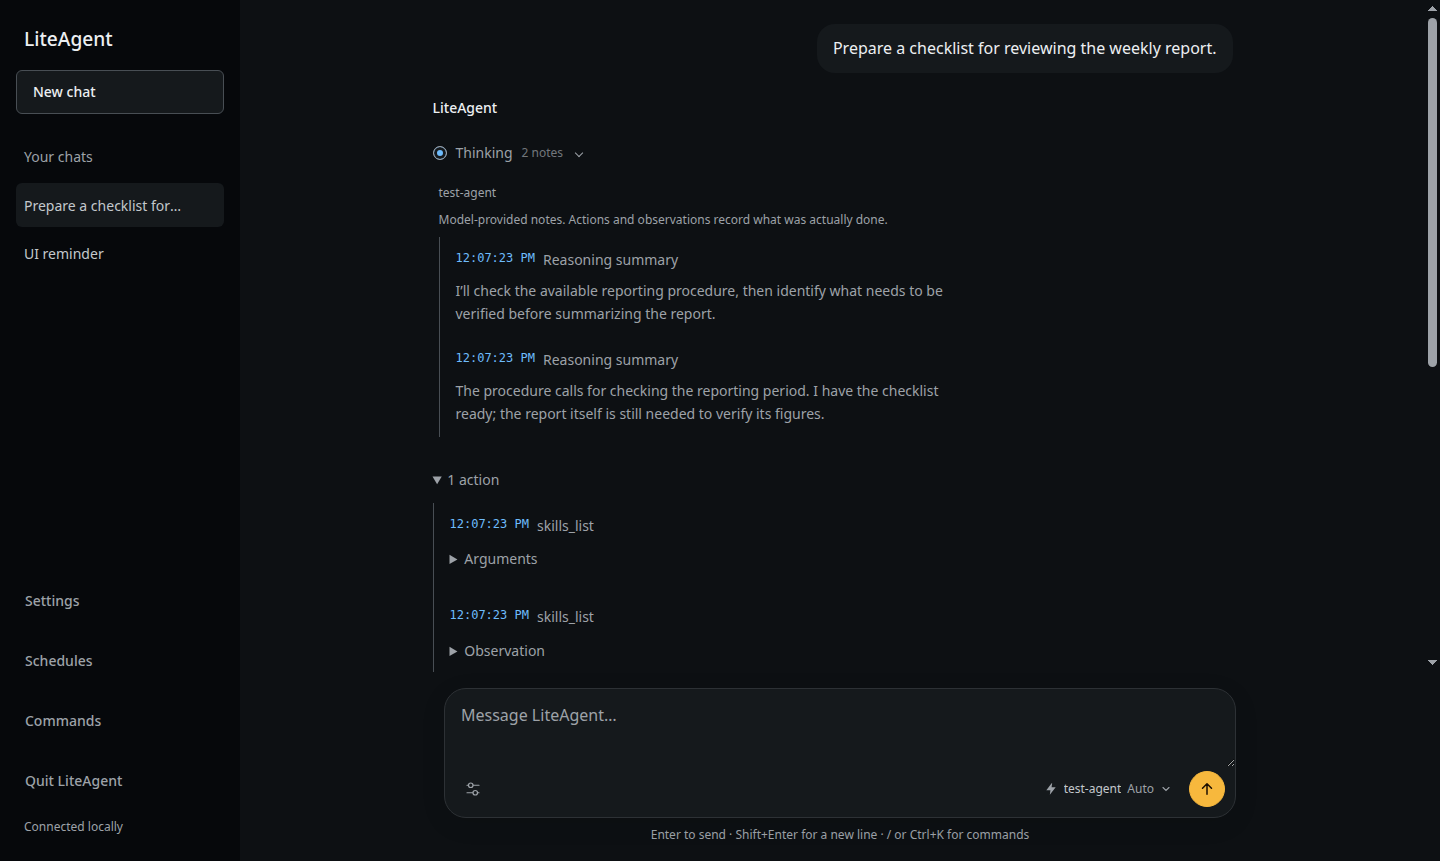 LiteAgent
New chat
Your chats
Prepare a checklist for...
UI reminder
Settings
Schedules
Commands
Quit LiteAgent
Connected locally
Prepare a checklist for reviewing the weekly report.
LiteAgent
Thinking 2 notes
test-agent
Model-provided notes. Actions and observations record what was actually done.
12:07:23 PM Reasoning summary
I'll check the available reporting procedure, then identify what needs to be
verified before summarizing the report.
12:07:23 PM Reasoning summary
The procedure calls for checking the reporting period. I have the checklist
ready; the report itself is still needed to verify its figures.
1 action
12:07:23 PM skills_list
Arguments
12:07:23 PM skills_list
Observation
Message LiteAgent...
test-agent Auto
Enter to send · Shift+Enter for a new line · / or Ctrl+K for commands